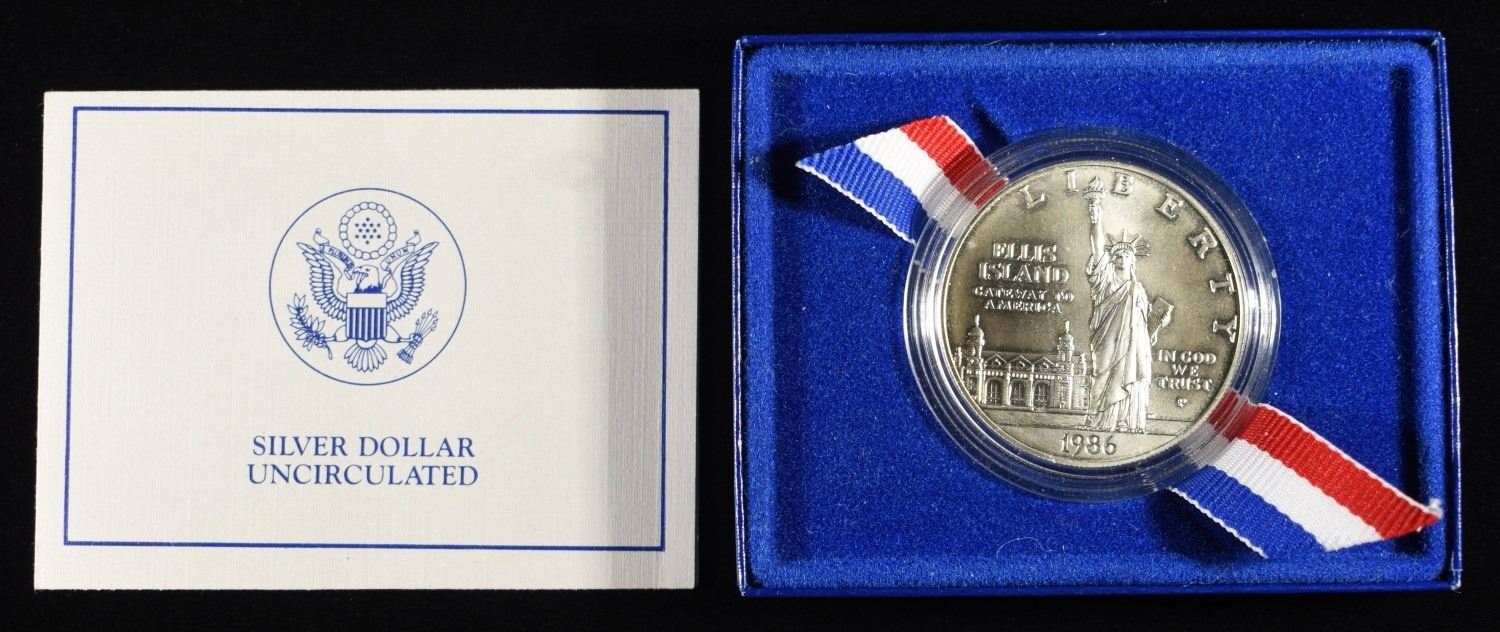 SILVER DOLLAR
UNCIRCULATED
LIBERTY
ELLIS
ISLAND
GATEWAY TO
AMERICA
IN GOD
WE
TRUST
P
1986